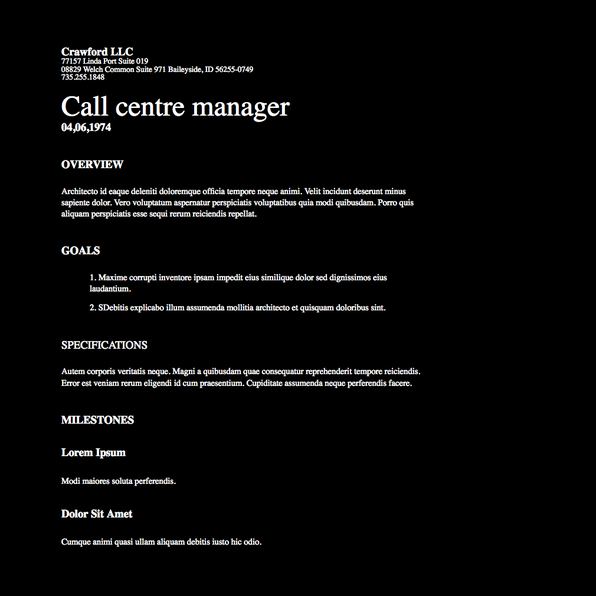 Crawford LLC
77157 Linda Port Suite 019
08829 Welch Common Suite 971 Baileyside, ID 56255-0749
735.255.1848
Call centre manager
04,06,1974
OVERVIEW
Architecto id eaque deleniti doloremque officia tempore neque animi. Velit incidunt deserunt minus
sapiente dolor. Vero voluptatum aspernatur perspiciatis voluptatibus quia modi quibusdam. Porro quis
aliquam perspiciatis esse sequi rerum reiciendis repellat.
GOALS
1. Maxime corrupti inventore ipsam impedit eius similique dolor sed dignissimos eius
laudantium.
2. SDebitis explicabo illum assumenda mollitia architecto et quisquam doloribus sint.
SPECIFICATIONS
Autem corporis veritatis neque. Magni a quibusdam quae consequatur reprehenderit tempore reiciendis.
Error est veniam rerum eligendi id cum praesentium. Cupiditate assumenda neque perferendis facere.
MILESTONES
Lorem Ipsum
Modi maiores soluta perferendis.
Dolor Sit Amet
Cumque animi quasi ullam aliquam debitis iusto hic odio.